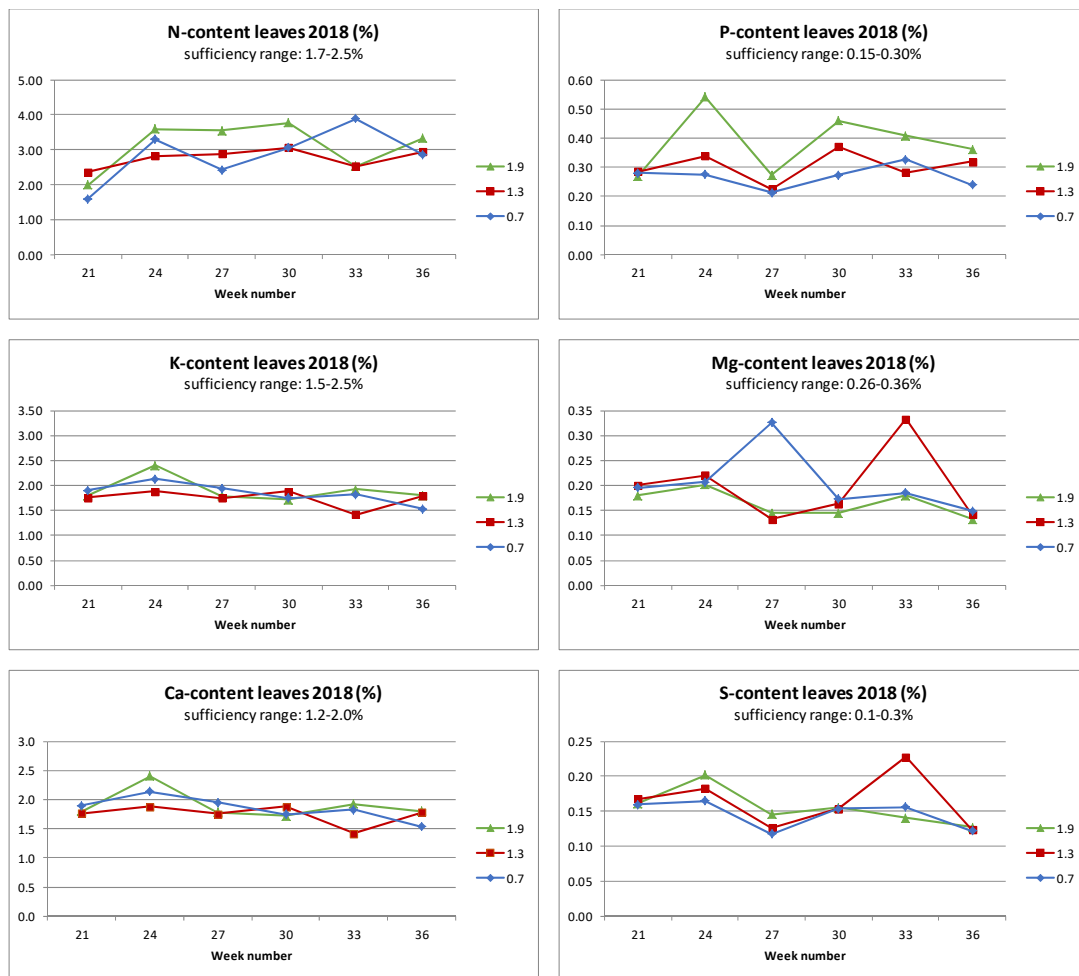 N-content leaves 2018 (%)
sufficiency range: 1.7-2.5%
5.00
4.00
3.00
2.00
1.00
0.00
21 24 27 30 33 36
Week number
1.9
1.3
0.7
P-content leaves 2018 (%)
sufficiency range: 0.15-0.30%
0.60
0.50
0.40
0.30
0.20
0.10
0.00
21 24 27 30 33 36
Week number
1.9
1.3
0.7
K-content leaves 2018 (%)
sufficiency range: 1.5-2.5%
3.50
3.00
2.50
2.00
1.50
1.00
0.50
0.00
21 24 27 30 33 36
Week number
1.9
1.3
0.7
Mg-content leaves 2018 (%)
sufficiency range: 0.26-0.36%
0.35
0.30
0.25
0.20
0.15
0.10
0.05
0.00
21 24 27 30 33 36
Week number
1.9
1.3
0.7
Ca-content leaves 2018 (%)
sufficiency range: 1.2-2.0%
3.0
2.5
2.0
1.5
1.0
0.5
0.0
21 24 27 30 33 36
Week number
1.9
1.3
0.7
S-content leaves 2018 (%)
sufficiency range: 0.1-0.3%
0.25
0.20
0.15
0.10
0.05
0.00
21 24 27 30 33 36
Week number
1.9
1.3
0.7